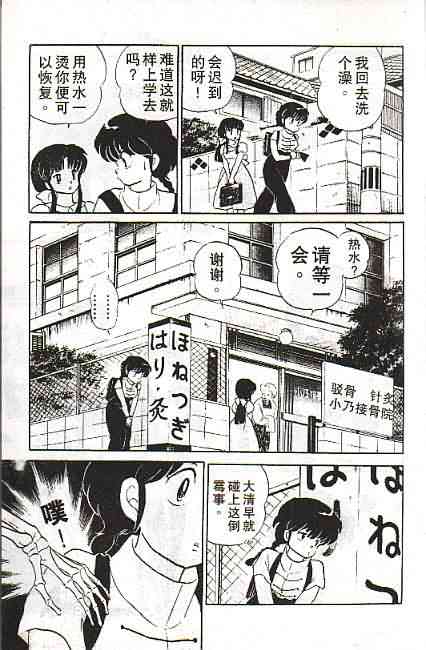 我回去洗
个澡。
会迟到
的呀!
难道这就
样上学去
吗?
用热水一
烫你便可
以恢复。
热水?
请等一
会。
谢谢。
……
……
ほねつぎ
はり・灸
驳骨 针灸
小乃接骨院
大清早就
碰上这倒
霉事。
ほねつ
は
噗!